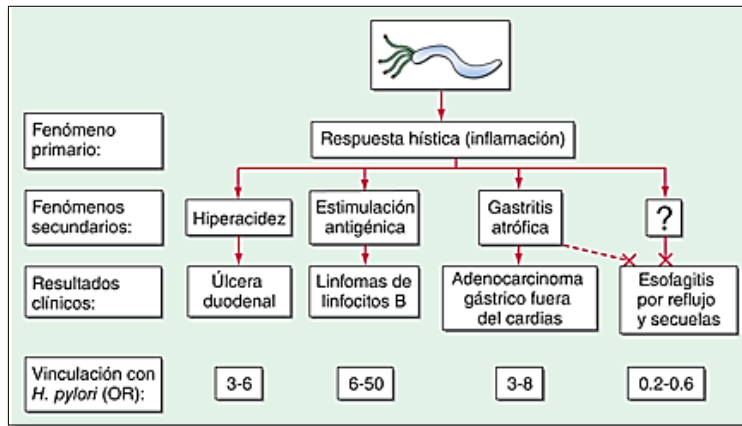 Fenómeno
primario:
Respuesta hística (inflamación)
Fenómenos
secundarios:
Hiperacidez
Estimulación
antigénica
Gastritis
atrófica
?
Resultados
clínicos:
Úlcera
duodenal
Linfomas de
linfocitos B
Adenocarcinoma
gástrico fuera
del cardias
Esofagitis
por reflujo
y secuelas
Vinculación con
H. pylori (OR):
3-6
6-50
3-8
0.2-0.6